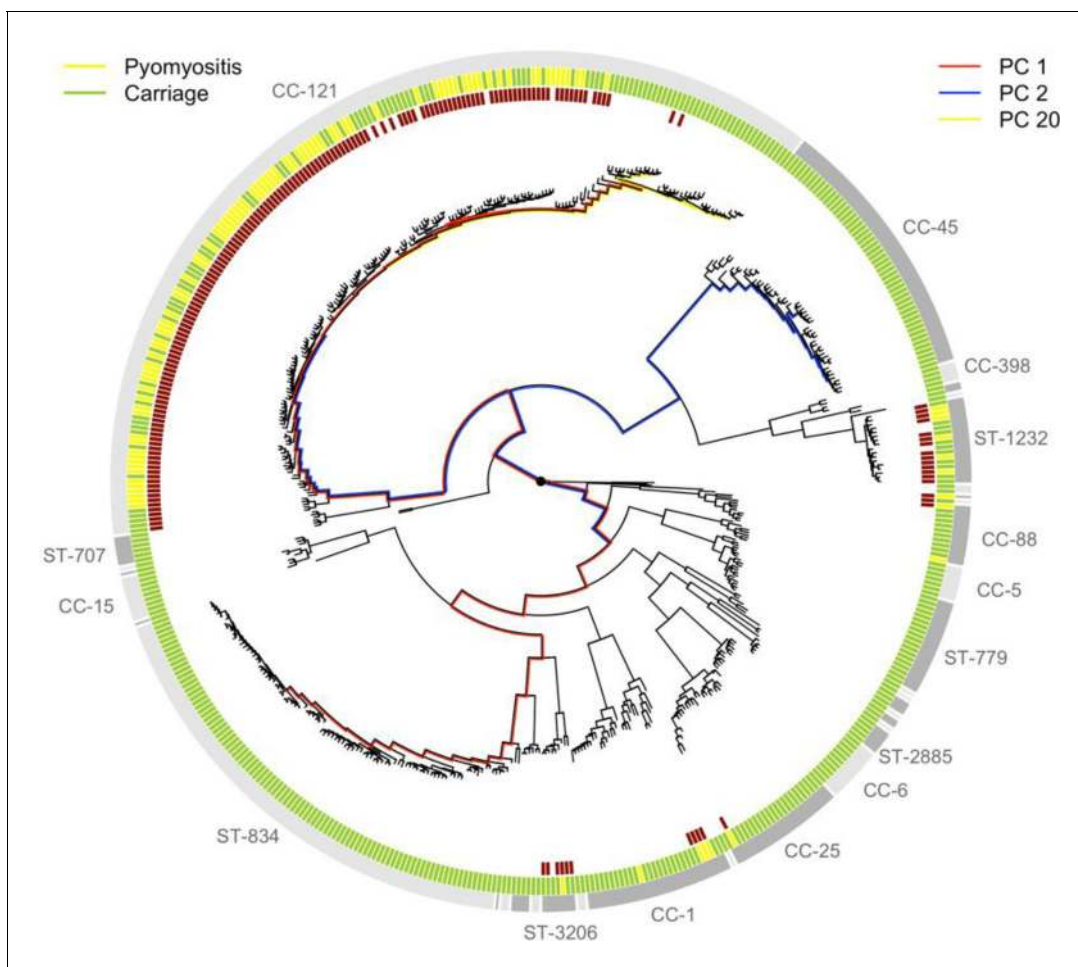 Pyomyositis
Carriage
CC-121
PC 1
PC 2
PC 20
CC-45
CC-398
ST-1232
CC-88
CC-5
ST-779
ST-2885
CC-6
CC-25
CC-1
ST-3206
ST-834
CC-15
ST-707